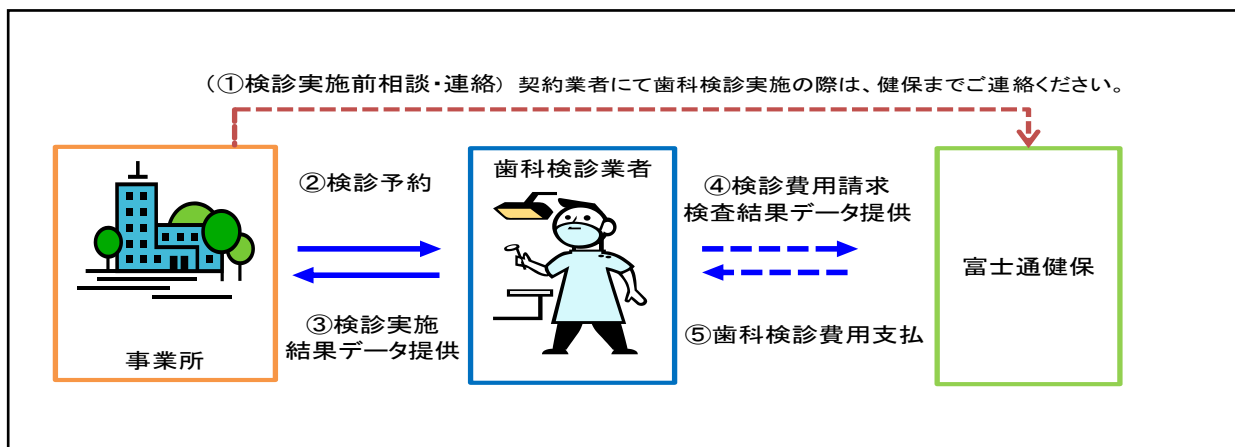 (①検診実施前相談・連絡) 契約業者にて歯科検診実施の際は、健保までご連絡ください。
事業所
②検診予約
③検診実施
結果データ提供
歯科検診業者
④検診費用請求
検査結果データ提供
⑤歯科検診費用支払
富士通健保